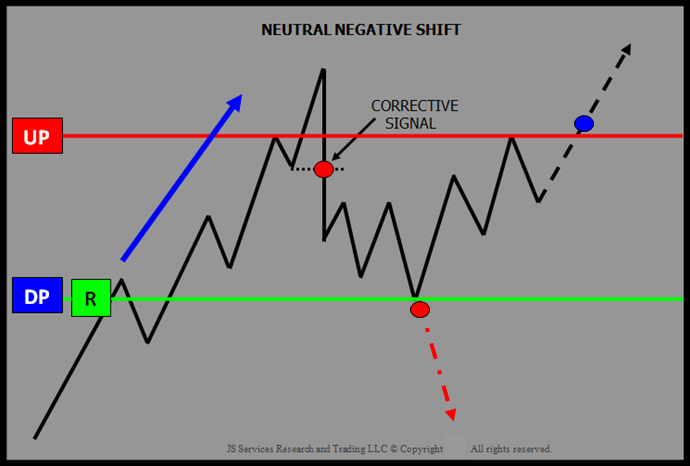 NEUTRAL NEGATIVE SHIFT
CORRECTIVE
SIGNAL
UP
DP
R
JS Services Research and Trading LLC © Copyright All rights reserved.